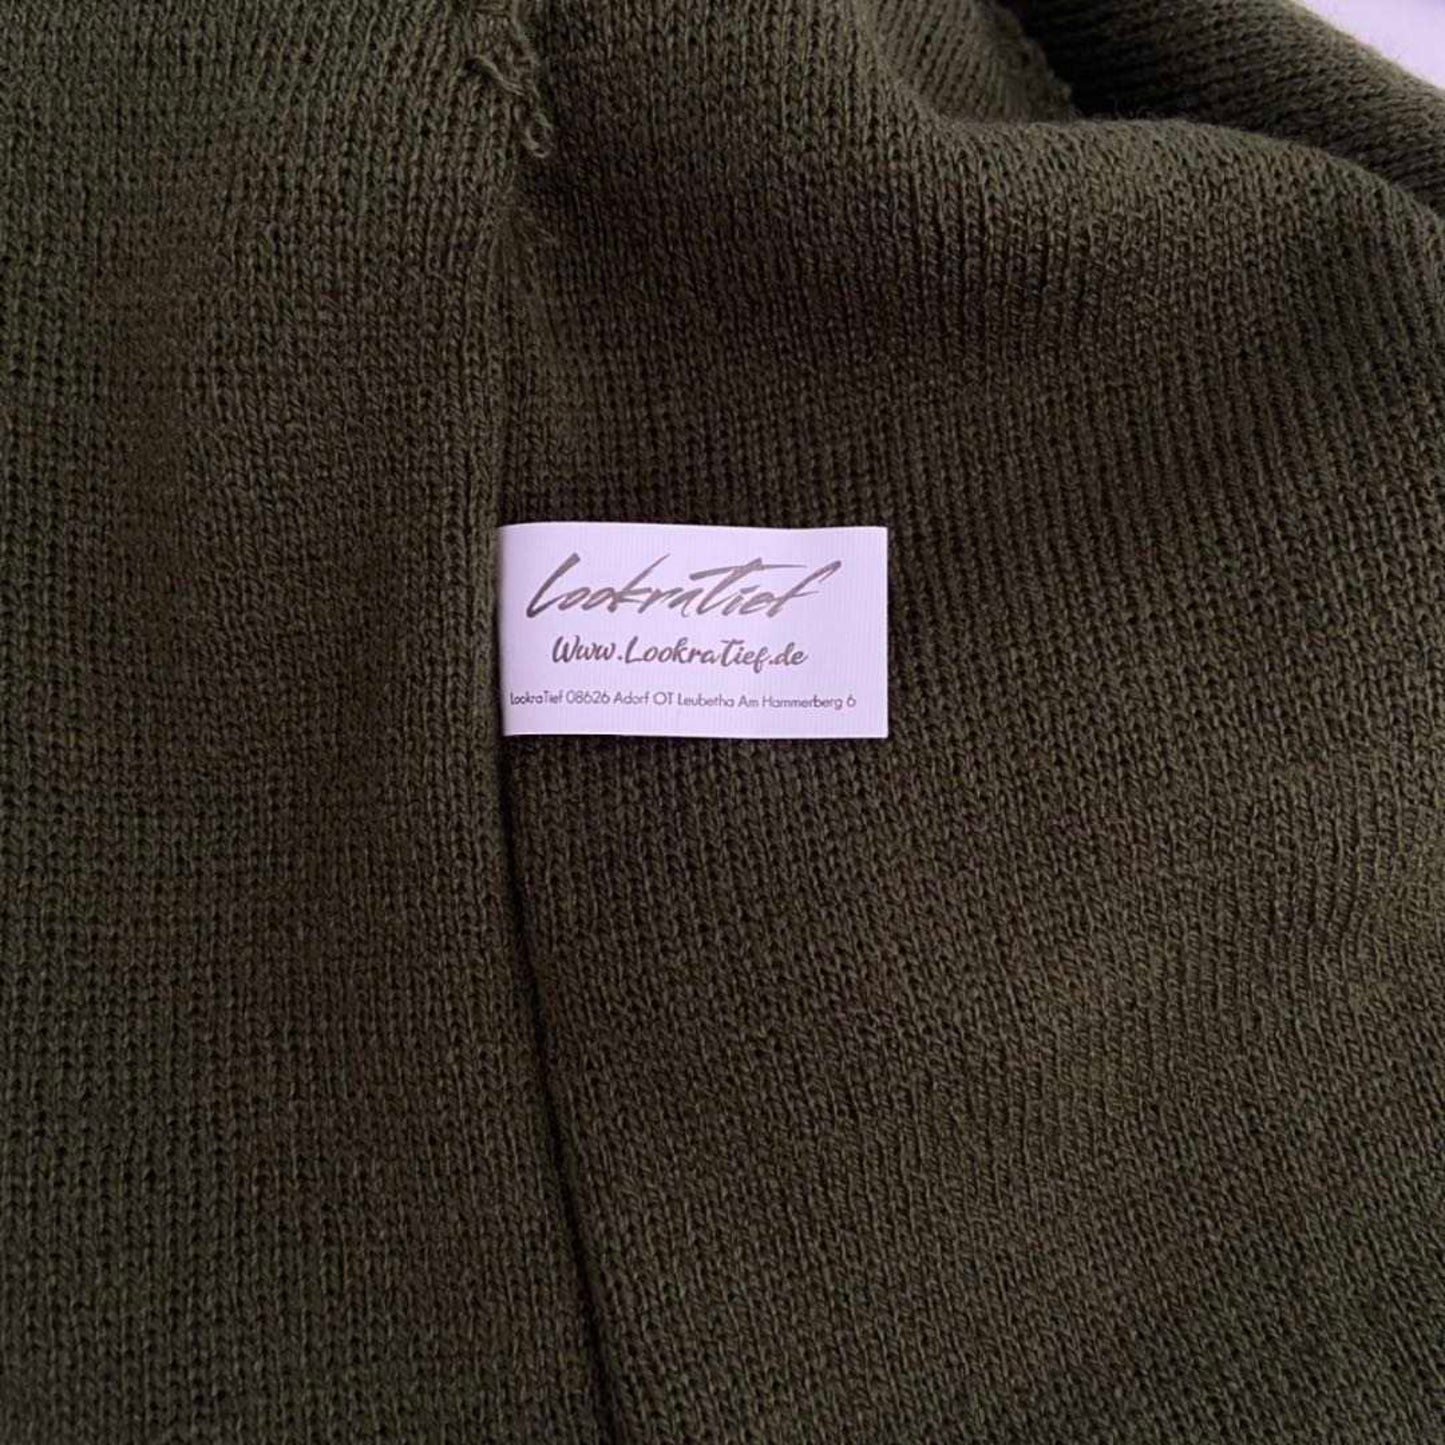 LookraTief
Www.LookraTief.de
LookraTief 08626 Adorf OT Leubetha Am Hammerberg 6